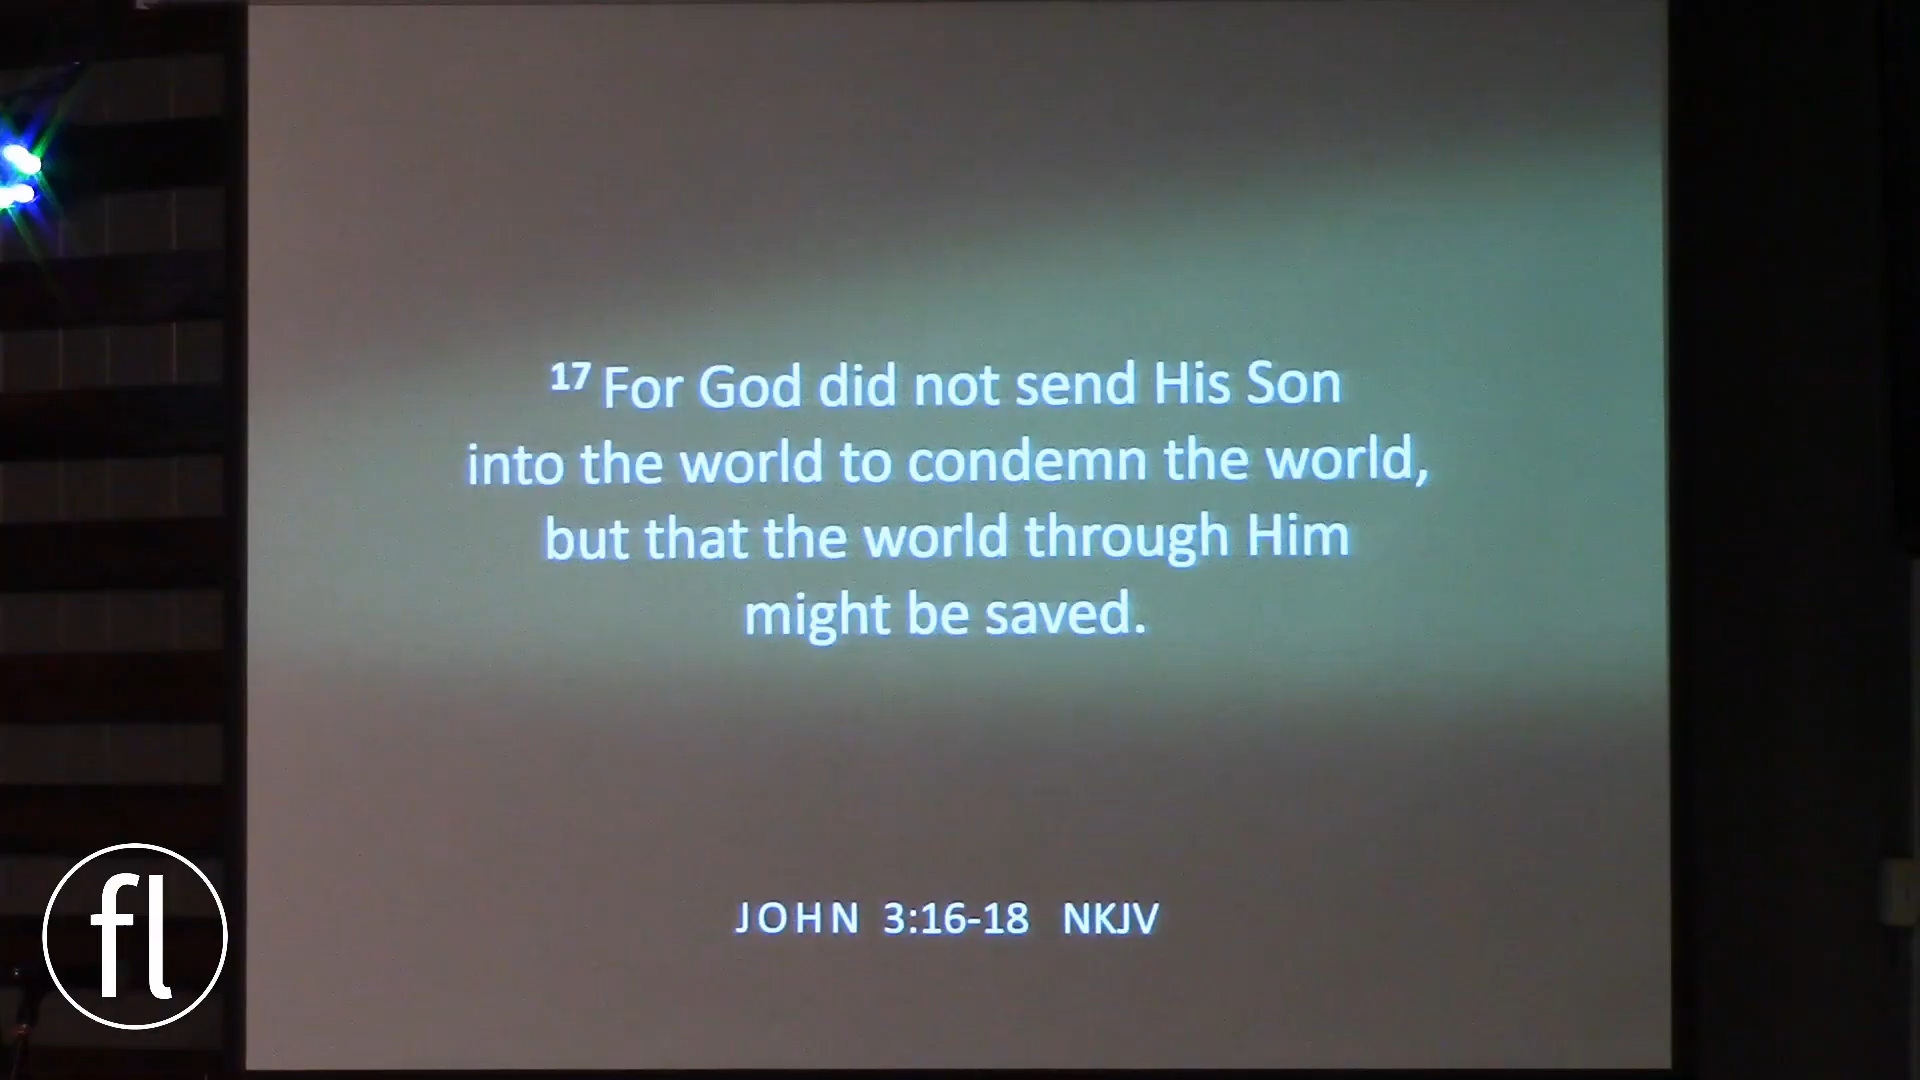 17 For God did not send His Son
into the world to condemn the world,
but that the world through Him
might be saved.
JOHN 3:16-18 NKJV
fl